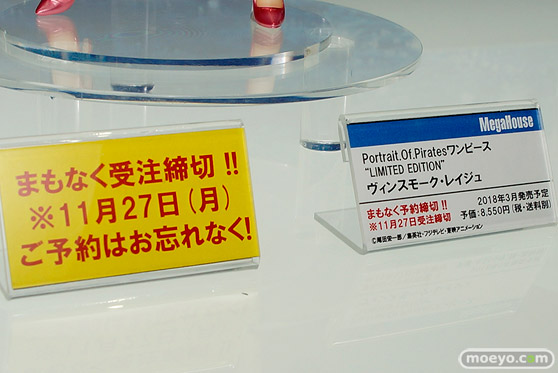 まもなく受注締切!!
※11月27日(月)
ご予約はお忘れなく!
MegaHouse
Portrait.Of.Piratesワンピース
"LIMITED EDITION"
ヴィンスモーク・レイジュ
まもなく予約締切!!
※11月27日受注締切
2018年3月発売予定
予価:8,550円(税・送料別)
©尾田栄一郎/集英社・フジテレビ・東映アニメーション
moeyo.com